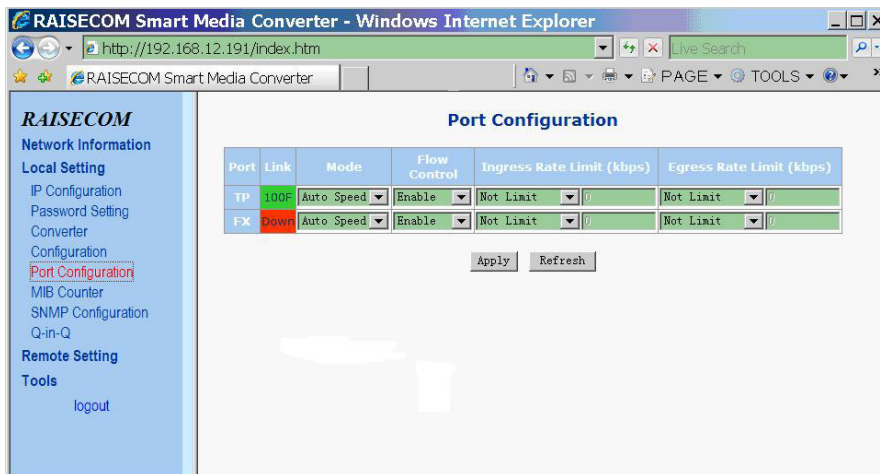 RAISECOM Smart Media Converter - Windows Internet Explorer
http://192.168.12.191/index.htm
Live Search
RAISECOM Smart Media Converter
PAGE
TOOLS
RAISECOM
Network Information
Local Setting
IP Configuration
Password Setting
Converter
Configuration
Port Configuration
MIB Counter
SNMP Configuration
Q-in-Q
Remote Setting
Tools
logout
Port Configuration
Port Link Mode Flow Control Ingress Rate Limit (kbps) Egress Rate Limit (kbps)
TP 100F Auto Speed Enable Not Limit 0 Not Limit 0
FX Down Auto Speed Enable Not Limit 0 Not Limit 0
Apply Refresh